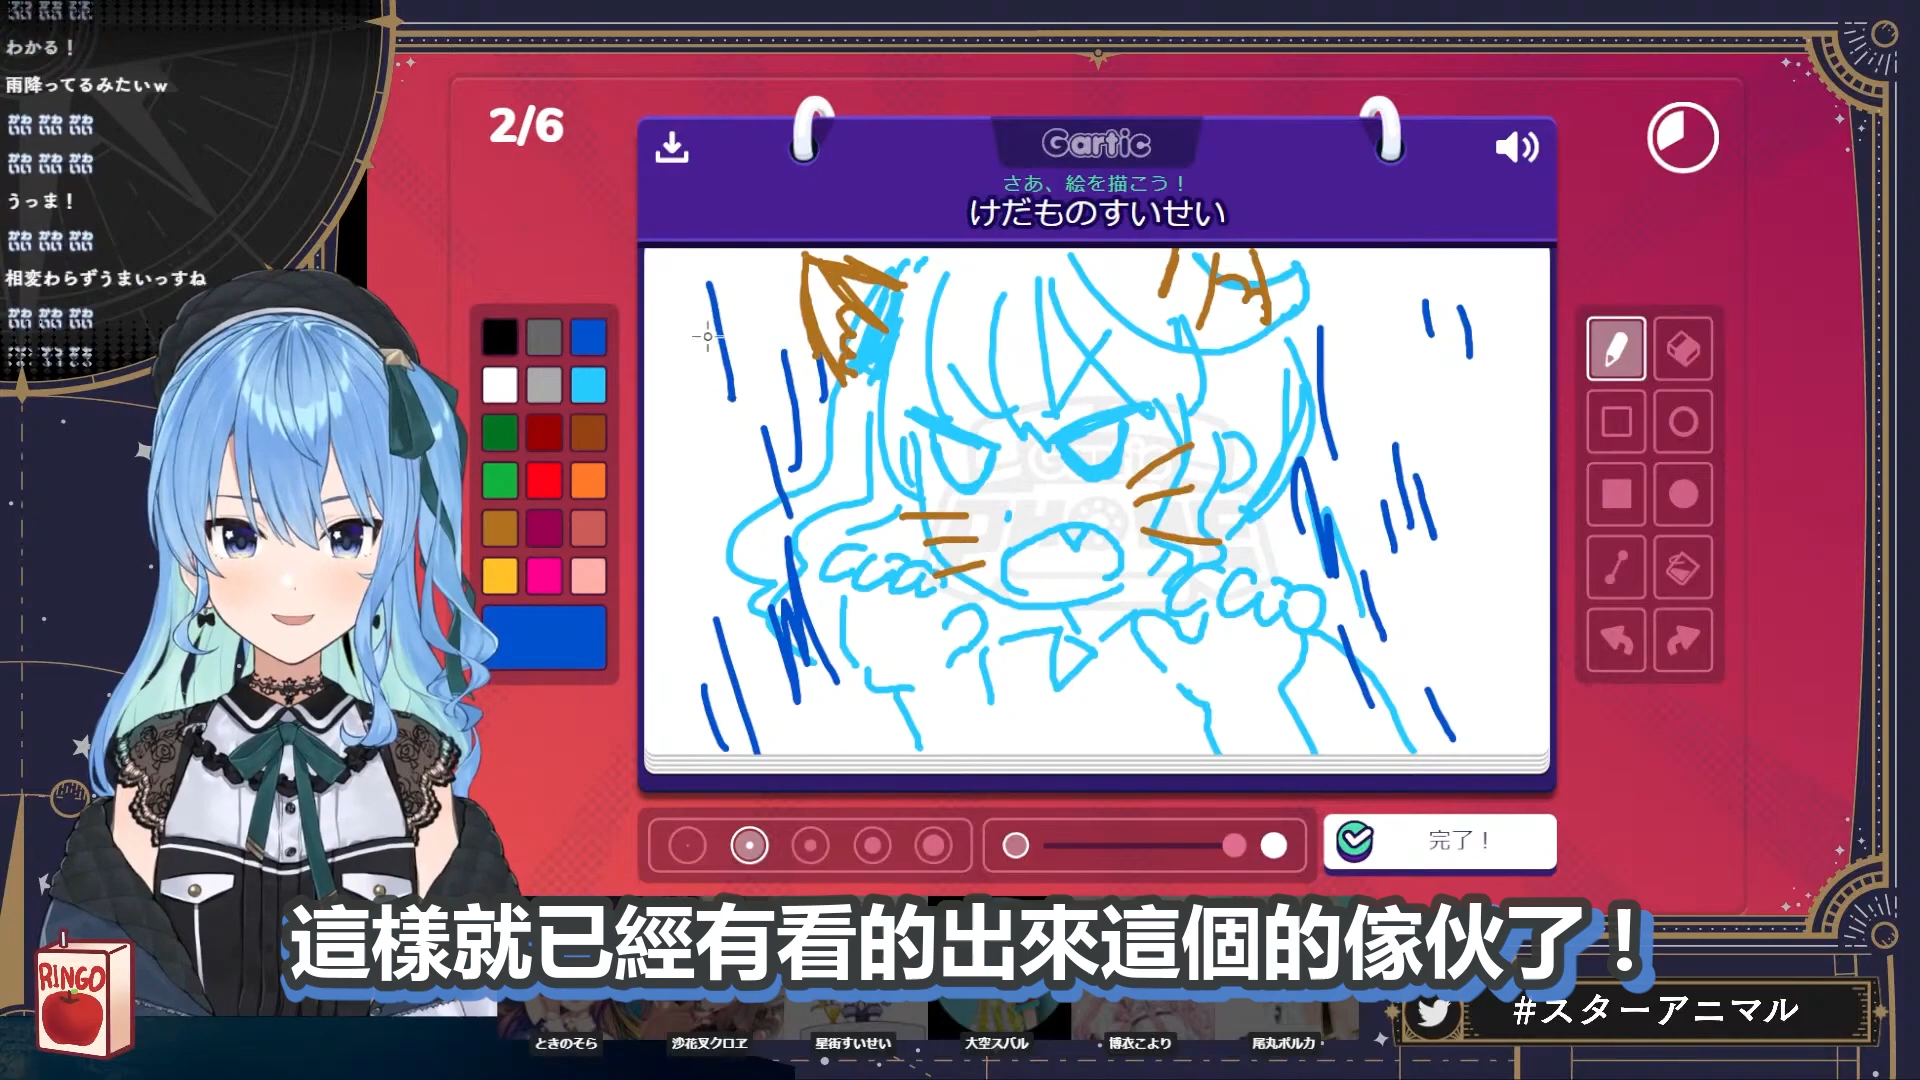 わかる！
雨降ってるみたいｗ
うっま！
相変わらずうまいっすね
2/6
Gartic
さあ、絵を描こう！
けだものすいせい
完了！
這樣就已經有看的出來這個的傢伙了！
RINGO
#スターアニマル
ときのそら
沙花叉クロヱ
星街すいせい
大空スバル
博衣こより
尾丸ポルカ